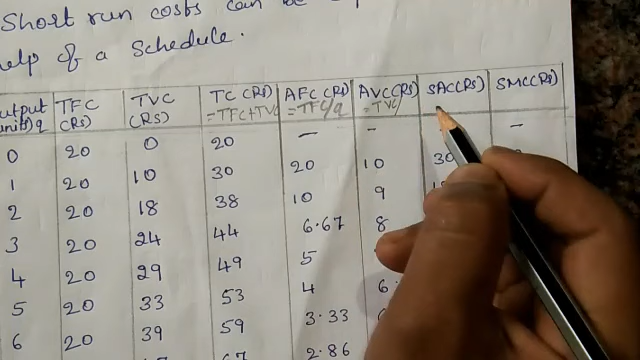 Short run costs can be
help of a schedule.
output TFC TVC TC (Rs) AFC (Rs) AVC (Rs) SAC (Rs) SMC (Rs)
(units) q (Rs) (Rs) =TFC+TVC =TFC/q =TVC/
0 20 0 20 — - —
1 20 10 30 20 10 30
2 20 18 38 10 9
3 20 24 44 6.67 8
4 20 29 49 5
5 20 33 53 4 6.
6 20 39 59 3.33
2.86